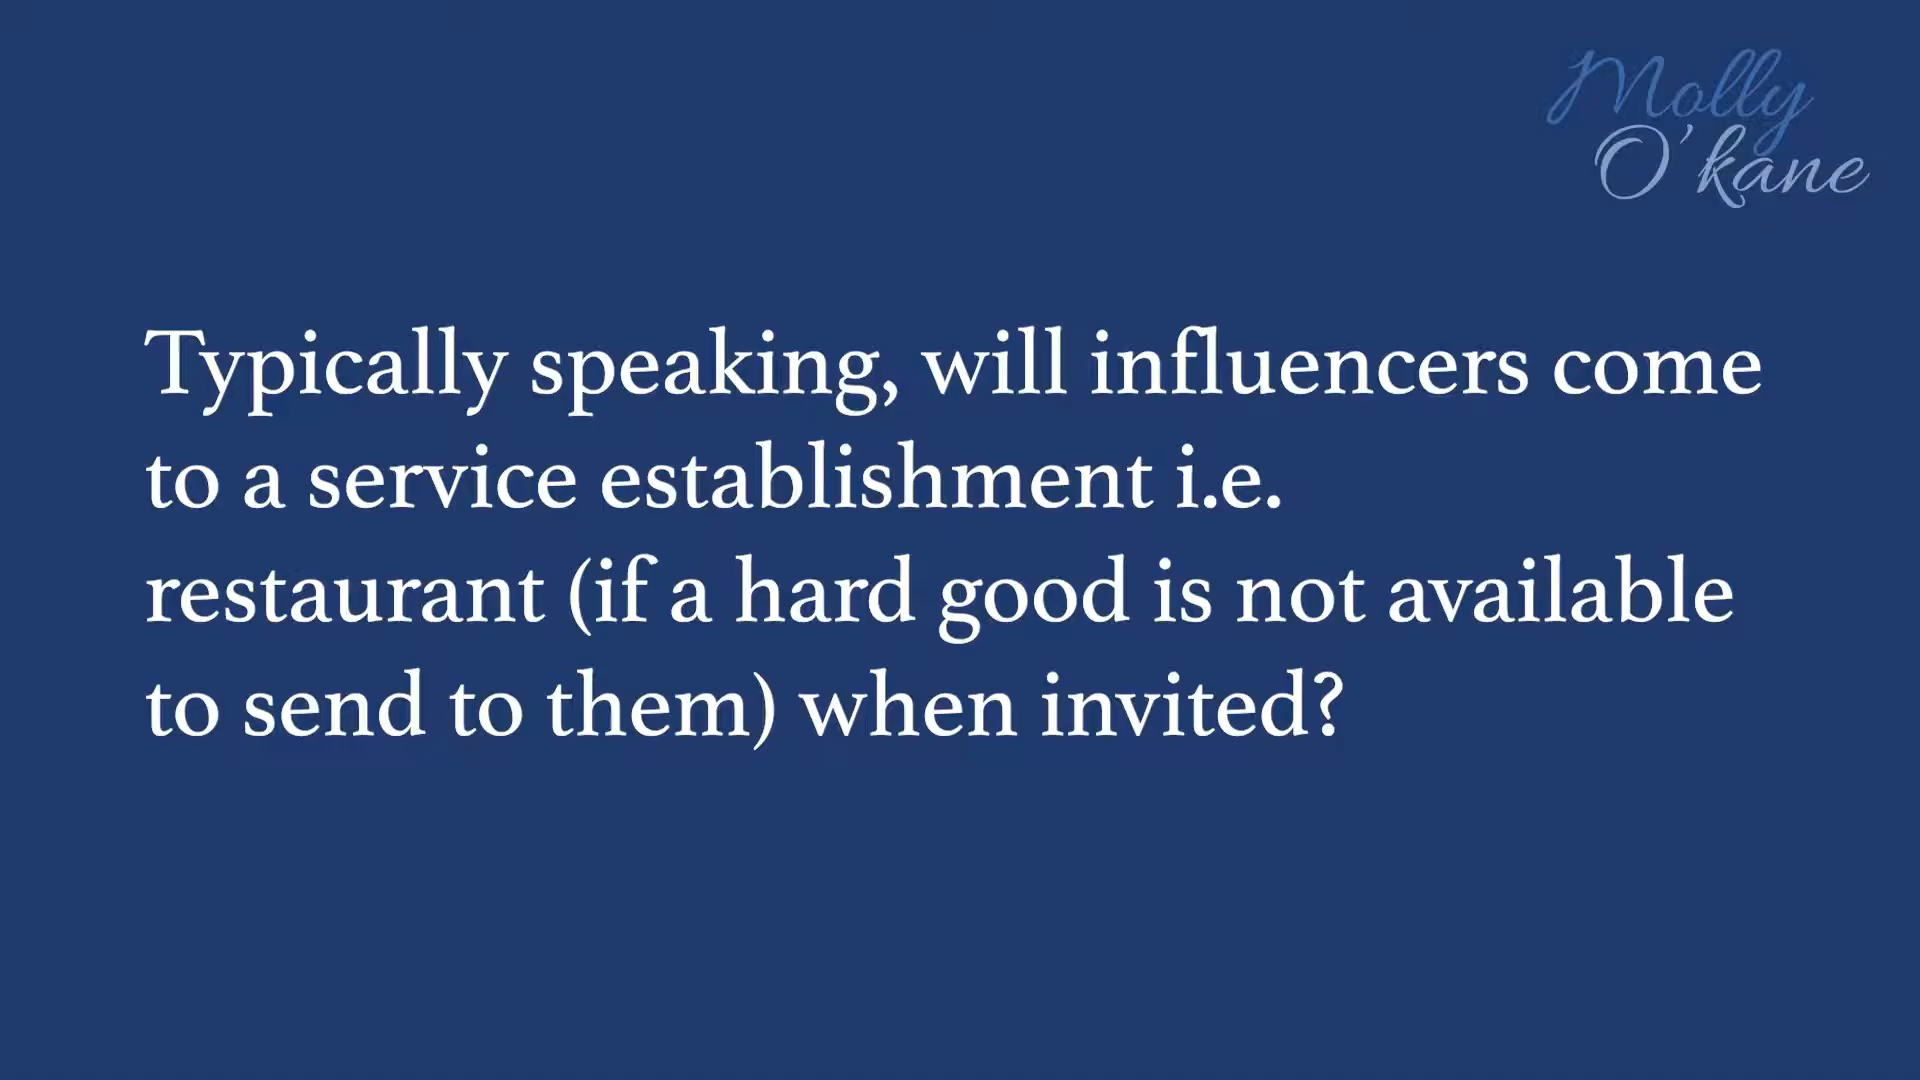 Molly
O'kane
Typically speaking, will influencers come
to a service establishment i.e.
restaurant (if a hard good is not available
to send to them) when invited?